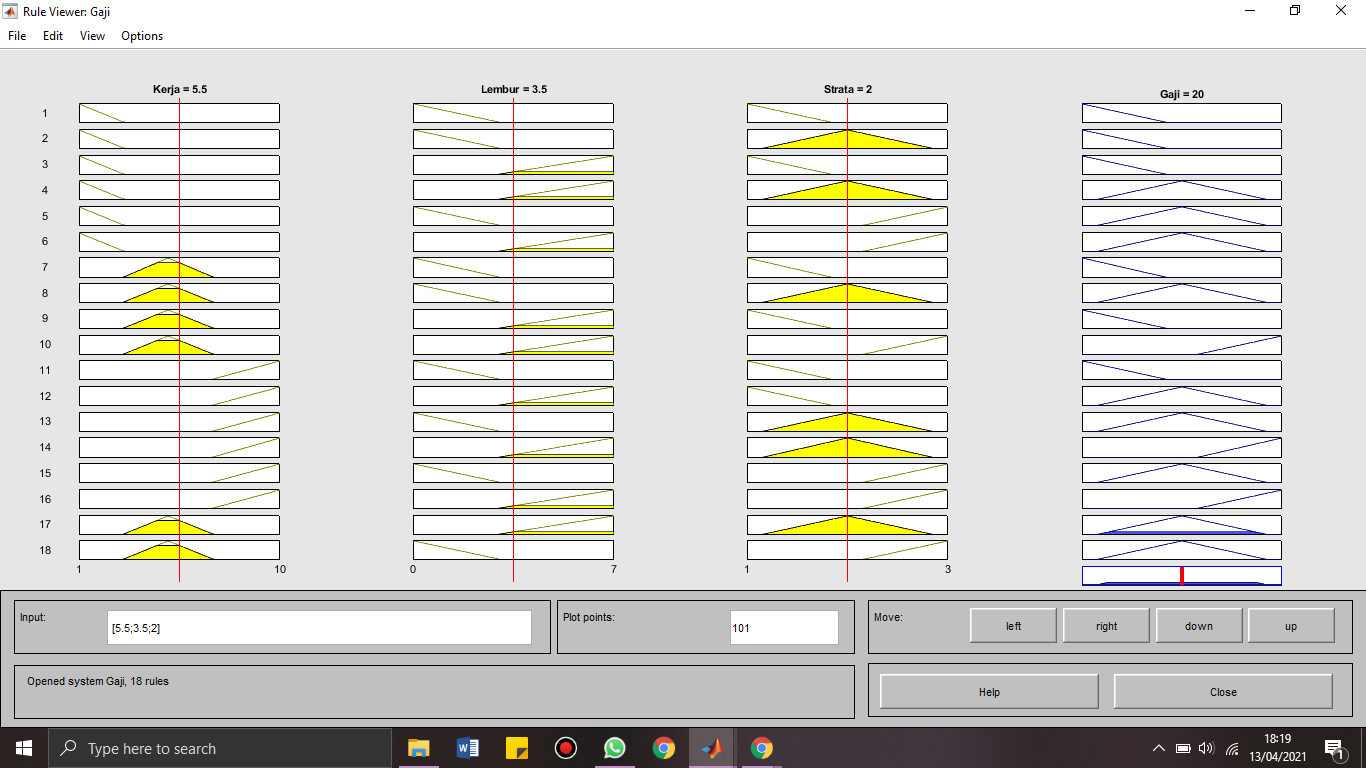 Rule Viewer: Gaji
File Edit View Options
Kerja = 5.5 Lembur = 3.5 Strata = 2 Gaji = 20
1
2
3
4
5
6
7
8
9
10
11
12
13
14
15
16
17
18
1 10 0 7 1 3
Input: [5.5;3.5;2]
Plot points: 101
Move: left right down up
Opened system Gaji, 18 rules
Help Close
Type here to search
18:19
13/04/2021
1